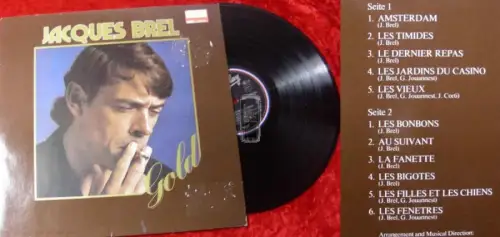 JACQUES BREL
Gold
Seite 1
1. AMSTERDAM
(J. Brel)
2. LES TIMIDES
(J. Brel)
3. LE DERNIER REPAS
(J. Brel)
4. LES JARDINS DU CASINO
(J. Brel, G. Jouannest)
5. LES VIEUX
(J. Brel, G. Jouannest, J. Corti)
Seite 2
1. LES BONBONS
(J. Brel)
2. AU SUIVANT
(J. Brel)
3. LA FANETTE
(J. Brel)
4. LES BIGOTES
(J. Brel)
5. LES FILLES ET LES CHIENS
(J. Brel, G. Jouannest)
6. LES FENETRES
(J. Brel, G. Jouannest)
Arrangement and Musical Direction: